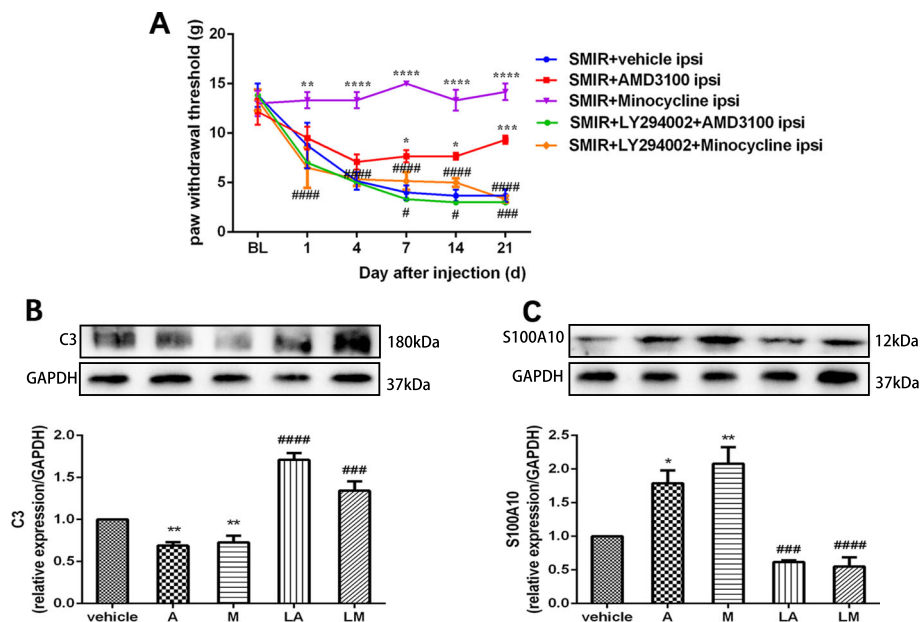 A
paw withdrawal threshold (g)
20
15
10
5
0
** **** **** **** ****
* * ***
#### #### #### ####
#### # # ###
BL 1 4 7 14 21
Day after injection (d)
SMIR+vehicle ipsi
SMIR+AMD3100 ipsi
SMIR+Minocycline ipsi
SMIR+LY294002+AMD3100 ipsi
SMIR+LY294002+Minocycline ipsi
B
C3 180kDa
GAPDH 37kDa
C3
(relative expression/GAPDH)
2.0
1.5
1.0
0.5
0.0
** ** #### ###
vehicle A M LA LM
C
S100A10 12kDa
GAPDH 37kDa
S100A10
(relative expression/GAPDH)
2.5
2.0
1.5
1.0
0.5
0.0
* ** ### ####
vehicle A M LA LM